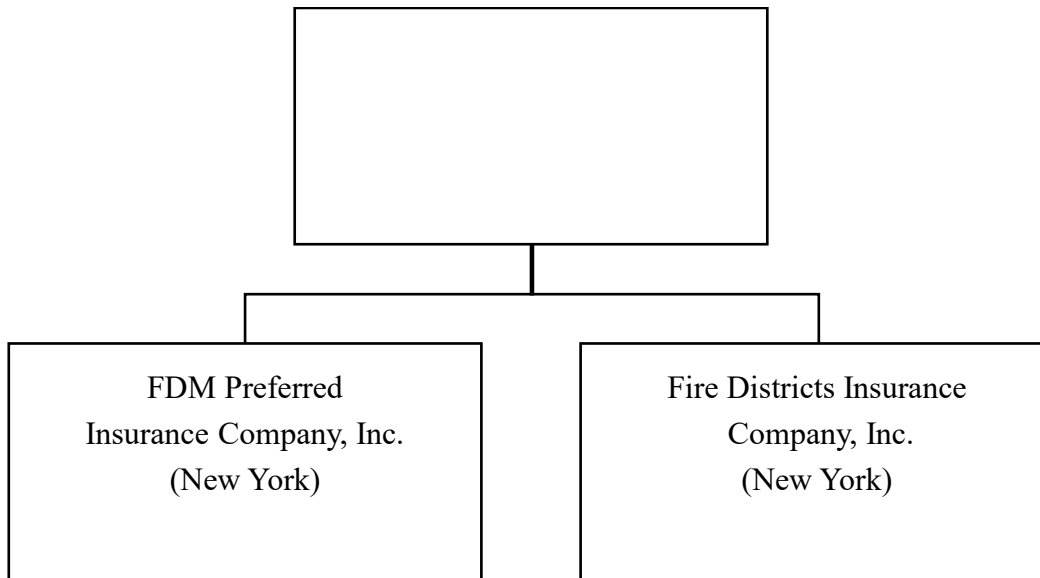 FDM Preferred
Insurance Company, Inc.
(New York)
Fire Districts Insurance
Company, Inc.
(New York)